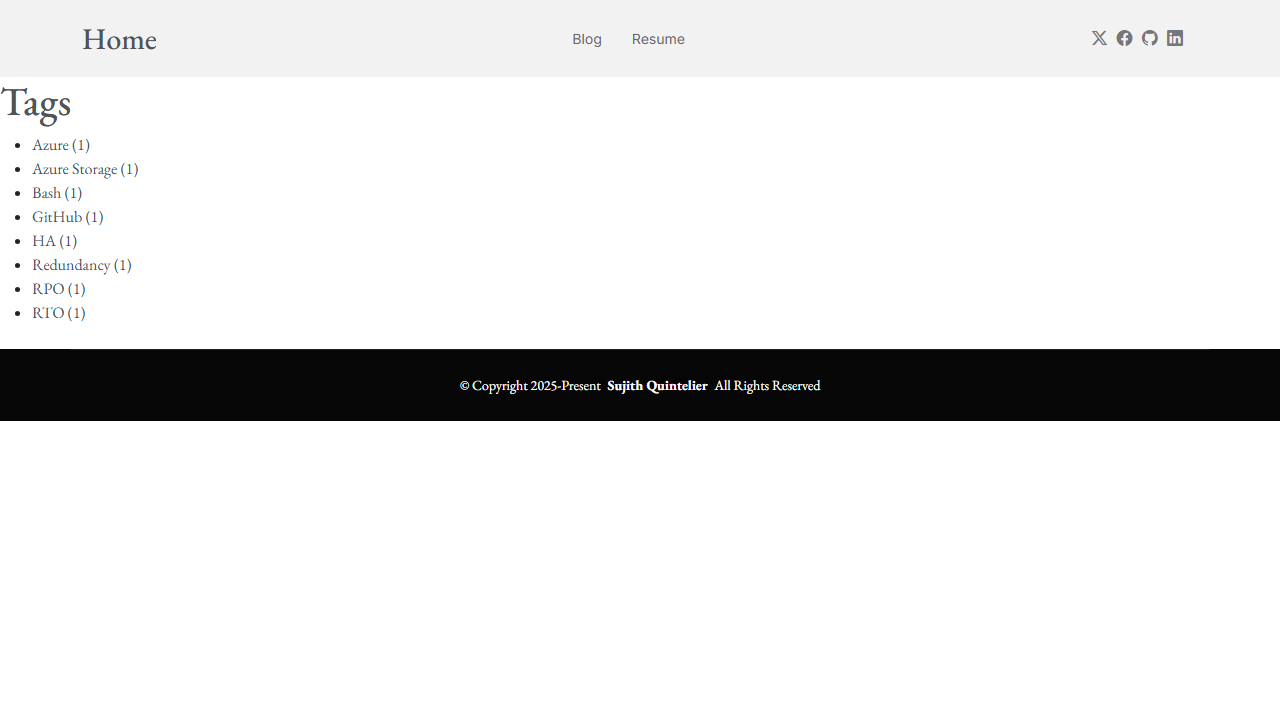 Home
Blog
Resume
Tags
Azure (1)
Azure Storage (1)
Bash (1)
GitHub (1)
HA (1)
Redundancy (1)
RPO (1)
RTO (1)
© Copyright 2025-Present Sujith Quintelier All Rights Reserved